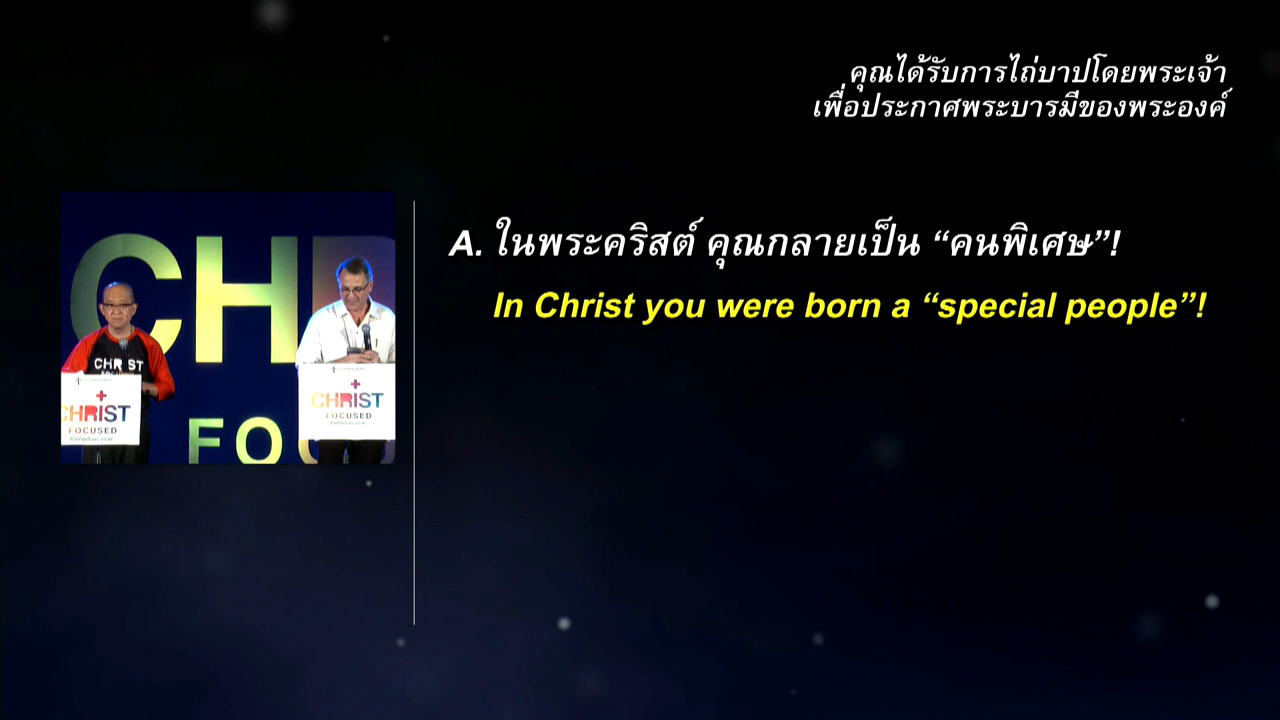 คุณได้รับการไถ่บาปโดยพระเจ้า
เพื่อประกาศพระบารมีของพระองค์
A. ในพระคริสต์ คุณกลายเป็น “คนพิเศษ”!
In Christ you were born a “special people”!
CH
FO
CHR ST
CHRIST
FOCUSED
CHRIST
FOCUSED